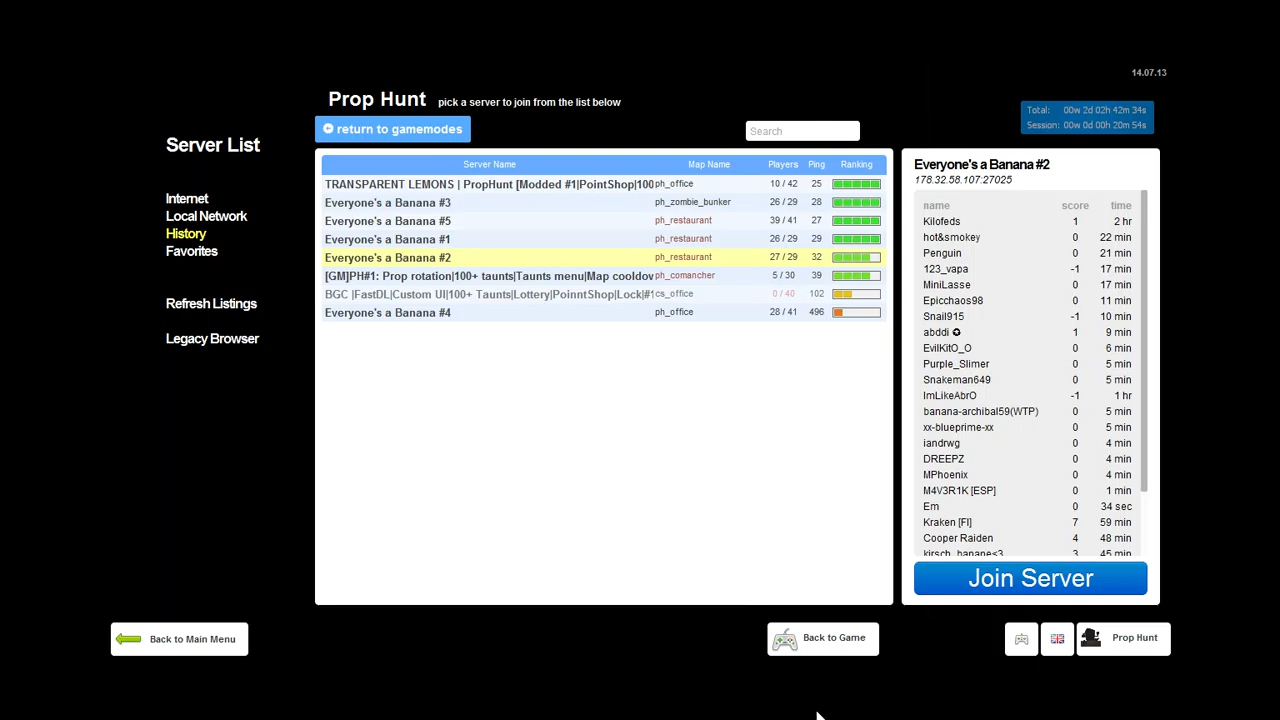 14.07.13
Prop Hunt pick a server to join from the list below
Total: 00w 2d 02h 42m 34s
Session: 00w 0d 00h 20m 54s
return to gamemodes
Search
Server List
Internet
Local Network
History
Favorites
Refresh Listings
Legacy Browser
Server Name Map Name Players Ping Ranking
TRANSPARENT LEMONS | PropHunt [Modded #1|PointShop|100 ph_office 10 / 42 25
Everyone's a Banana #3 ph_zombie_bunker 26 / 29 28
Everyone's a Banana #5 ph_restaurant 39 / 41 27
Everyone's a Banana #1 ph_restaurant 26 / 29 29
Everyone's a Banana #2 ph_restaurant 27 / 29 32
[GM]PH#1: Prop rotation|100+ taunts|Taunts menu|Map cooldov ph_comancher 5 / 30 39
BGC |FastDL|Custom UI|100+ Taunts|Lottery|PoinntShop|Lock|#1 cs_office 0 / 40 102
Everyone's a Banana #4 ph_office 28 / 41 496
Everyone's a Banana #2
178.32.58.107:27025
name score time
Kilofeds 1 2 hr
hot&smokey 0 22 min
Penguin 0 21 min
123_vapa -1 17 min
MiniLasse 0 17 min
Epicchaos98 0 11 min
Snail915 -1 10 min
abddi ✪ 1 9 min
EvilKitO_O 0 6 min
Purple_Slimer 0 5 min
Snakeman649 0 5 min
ImLikeAbrO -1 1 hr
banana-archibal59(WTP) 0 5 min
xx-blueprime-xx 0 5 min
iandrwg 0 4 min
DREEPZ 0 4 min
MPhoenix 0 4 min
M4V3R1K [ESP] 0 1 min
Em 0 34 sec
Kraken [FI] 7 59 min
Cooper Raiden 4 48 min
kirsch_banane<3 3 45 min
Join Server
Back to Main Menu
Back to Game
Prop Hunt